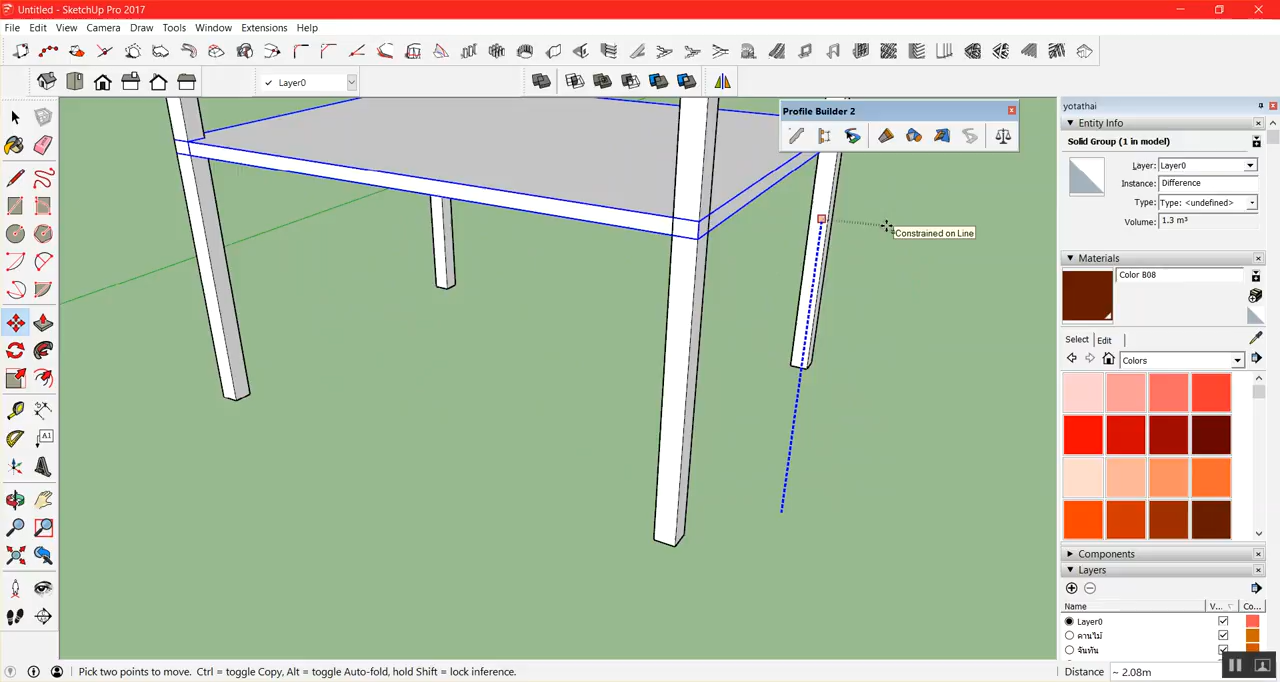 Untitled - SketchUp Pro 2017
File Edit View Camera Draw Tools Window Extensions Help
Layer0
Profile Builder 2
yotathai
Entity Info
Solid Group (1 in model)
Layer: Layer0
Instance: Difference
Type: Type: <undefined>
Volume: 1.3 m³
Constrained on Line
Materials
Color B08
Select Edit
Colors
A1
Components
Layers
Name V... Co...
Layer0
คานไม้
จันทัน
Pick two points to move. Ctrl = toggle Copy, Alt = toggle Auto-fold, hold Shift = lock inference.
Distance ~ 2.08m